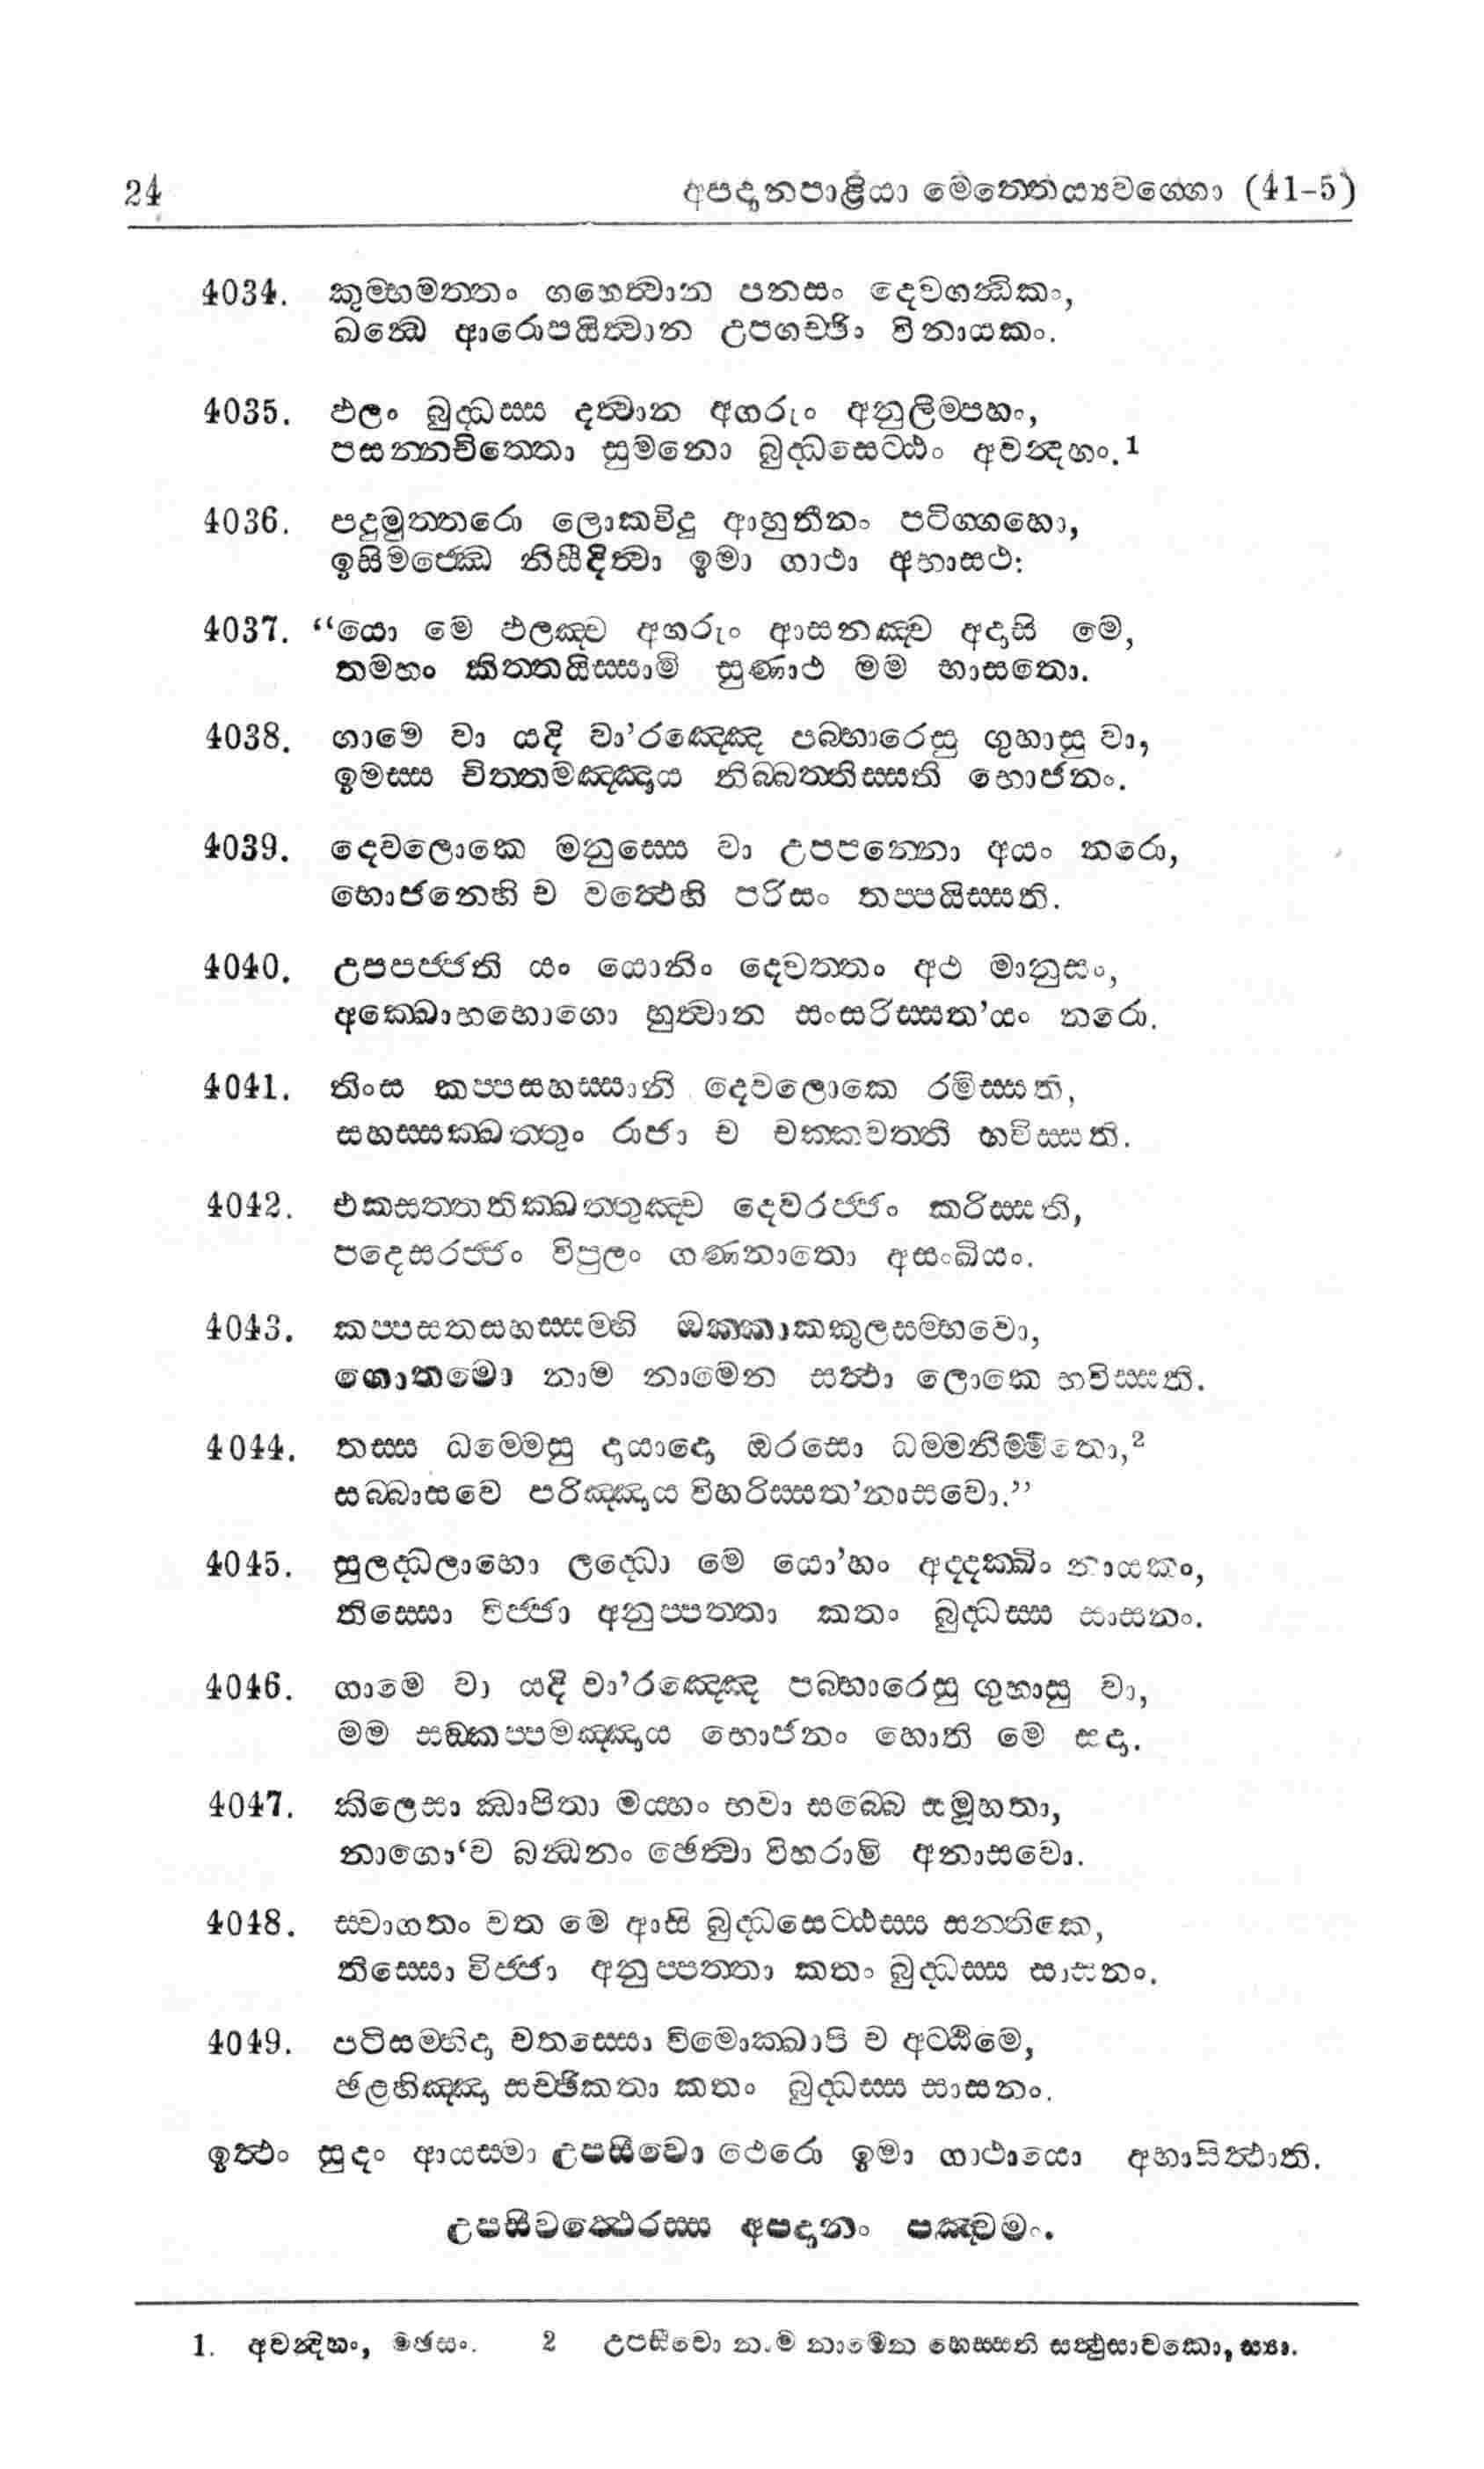 24 අපදානපාළියා මෙත්තෙය්‍යවග්ගො (41-5)
4034. කුම්භමත්තං ගහෙත්වාන පනසං දෙවගන්ධිකං,
ඛන්ධෙ ආරොපයිත්වාන උපගච්ඡිං විනායකං.
4035. ඵලං බුද්ධස්ස දත්වාන අගරුං අනුලිම්පහං,
පසන්නචිත්තො සුමනො බුද්ධසෙට්ඨං අවන්දහං.1
4036. පදුමුත්තරො ලොකවිදූ ආහුතීනං පටිග්ගහො,
ඉසිමජ්ඣෙ නිසීදිත්වා ඉමා ගාථා අභාසථ:
4037. “යො මෙ ඵලඤ්ච අගරුං ආසනඤ්ච අදාසි මෙ,
තමහං කිත්තයිස්සාමි සුණාථ මම භාසතො.
4038. ගාමෙ වා යදි වා’රඤ්ඤෙ පබ්භාරෙසු ගුහාසු වා,
ඉමස්ස චිත්තමඤ්ඤාය නිබ්බත්තිස්සති භොජනං.
4039. දෙවලොකෙ මනුස්සෙ වා උපපන්නො අයං නරො,
භොජනෙහි ච වත්ථෙහි පරිසං තප්පයිස්සති.
4040. උපපජ්ජති යං යොනිං දෙවත්තං අථ මානුසං,
අක්ඛොභභොගො හුත්වාන සංසරිස්සත’යං නරො.
4041. තිංස කප්පසහස්සානි දෙවලොකෙ රමිස්සති,
සහස්සක්ඛත්තුං රාජා ච චක්කවත්තී භවිස්සති.
4042. එකසත්තතික්ඛත්තුඤ්ච දෙවරජ්ජං කරිස්සති,
පදෙසරජ්ජං විපුලං ගණනාතො අසංඛියං.
4043. කප්පසතසහස්සම්හි ඔක්කාකකුලසම්භවො,
ගොතමො නාම නාමෙන සත්ථා ලොකෙ භවිස්සති.
4044. තස්ස ධම්මෙසු දායාදො ඔරසො ධම්මනිම්මිතො,2
සබ්බාසවෙ පරිඤ්ඤාය විහරිස්සත’නාසවො.”
4045. සුලද්ධලාභො ලද්ධො මෙ යො’හං අද්දක්ඛිං නායකං,
තිස්සො විජ්ජා අනුප්පත්තා කතං බුද්ධස්ස සාසනං.
4046. ගාමෙ වා යදි වා’රඤ්ඤෙ පබ්භාරෙසු ගුහාසු වා,
මම සඞ්කප්පමඤ්ඤාය භොජනං හොති මෙ සදා.
4047. කිලෙසා ඣාපිතා මය්හං භවා සබ්බෙ සමූහතා,
නාගො‘ව බන්ධනං ඡෙත්වා විහරාමි අනාසවො.
4048. ස්වාගතං වත මෙ ආසි බුද්ධසෙට්ඨස්ස සන්තිකෙ,
තිස්සො විජ්ජා අනුප්පත්තා කතං බුද්ධස්ස සාසනං.
4049. පටිසම්භිදා චතස්සො විමොක්ඛාපි ච අට්ඨිමෙ,
ඡළභිඤ්ඤා සච්ඡිකතා කතං බුද්ධස්ස සාසනං.
ඉත්ථං සුදං ආයස්මා උපසීවො ථෙරො ඉමා ගාථායො අභාසිත්ථාති.
උපසීවත්ථෙරස්ස අපදානං පඤ්චමං.
1. අවන්දිහං, මඡසං. 2 උපසීවො නාම නාමෙන හෙස්සති සත්ථුසාවකො, ස්‍යා.